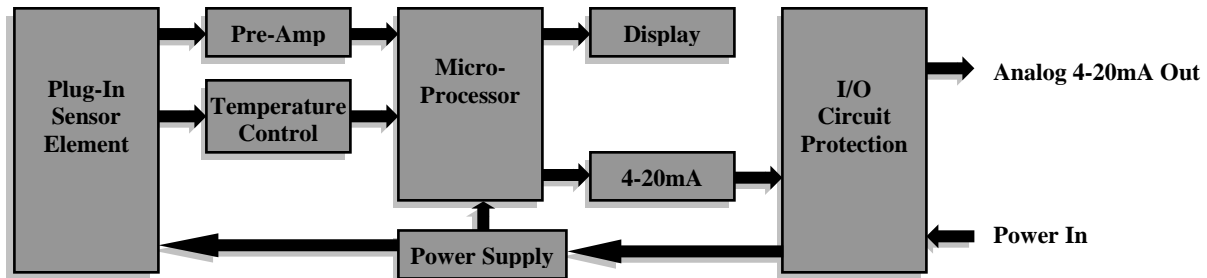 Plug-In
Sensor
Element
Pre-Amp
Temperature
Control
Micro-
Processor
Display
4-20mA
Power Supply
I/O
Circuit
Protection
Analog 4-20mA Out
Power In